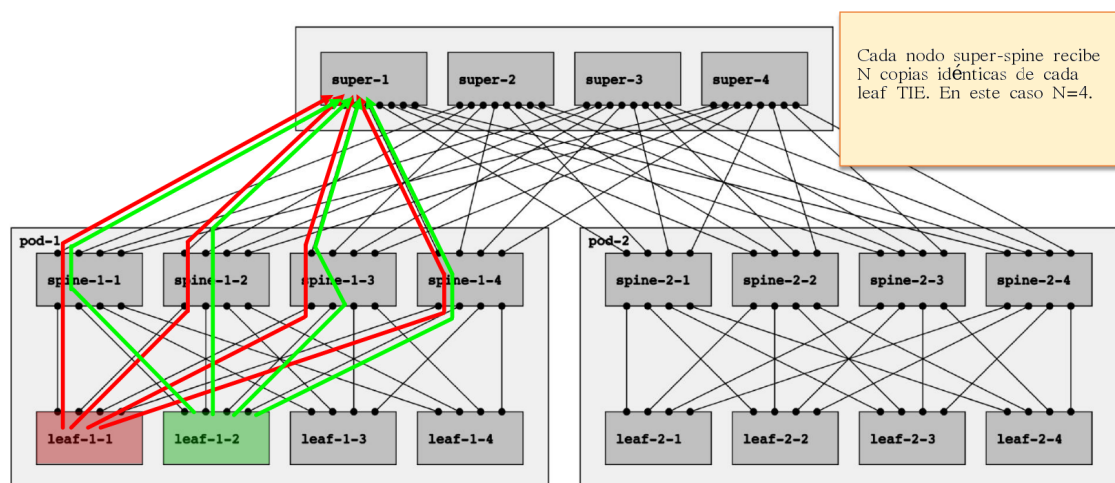 Cada nodo super-spine recibe
N copias idénticas de cada
leaf TIE. En este caso N=4.
super-1
super-2
super-3
super-4
pod-1
pod-2
spine-1-1
spine-1-2
spine-1-3
spine-1-4
spine-2-1
spine-2-2
spine-2-3
spine-2-4
leaf-1-1
leaf-1-2
leaf-1-3
leaf-1-4
leaf-2-1
leaf-2-2
leaf-2-3
leaf-2-4